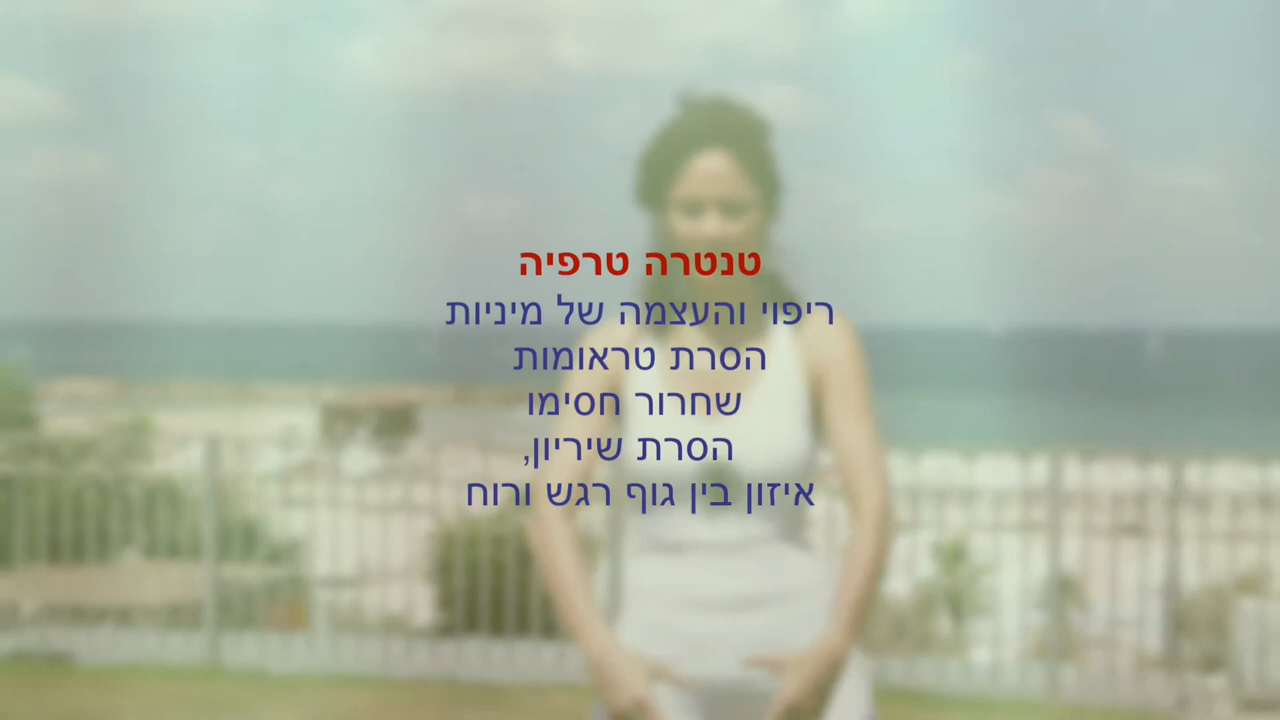 טנטרה טרפיה
ריפוי והעצמה של מיניות
הסרת טראומות
שחרור חסימו
הסרת שיריון,
איזון בין גוף רגש ורוח